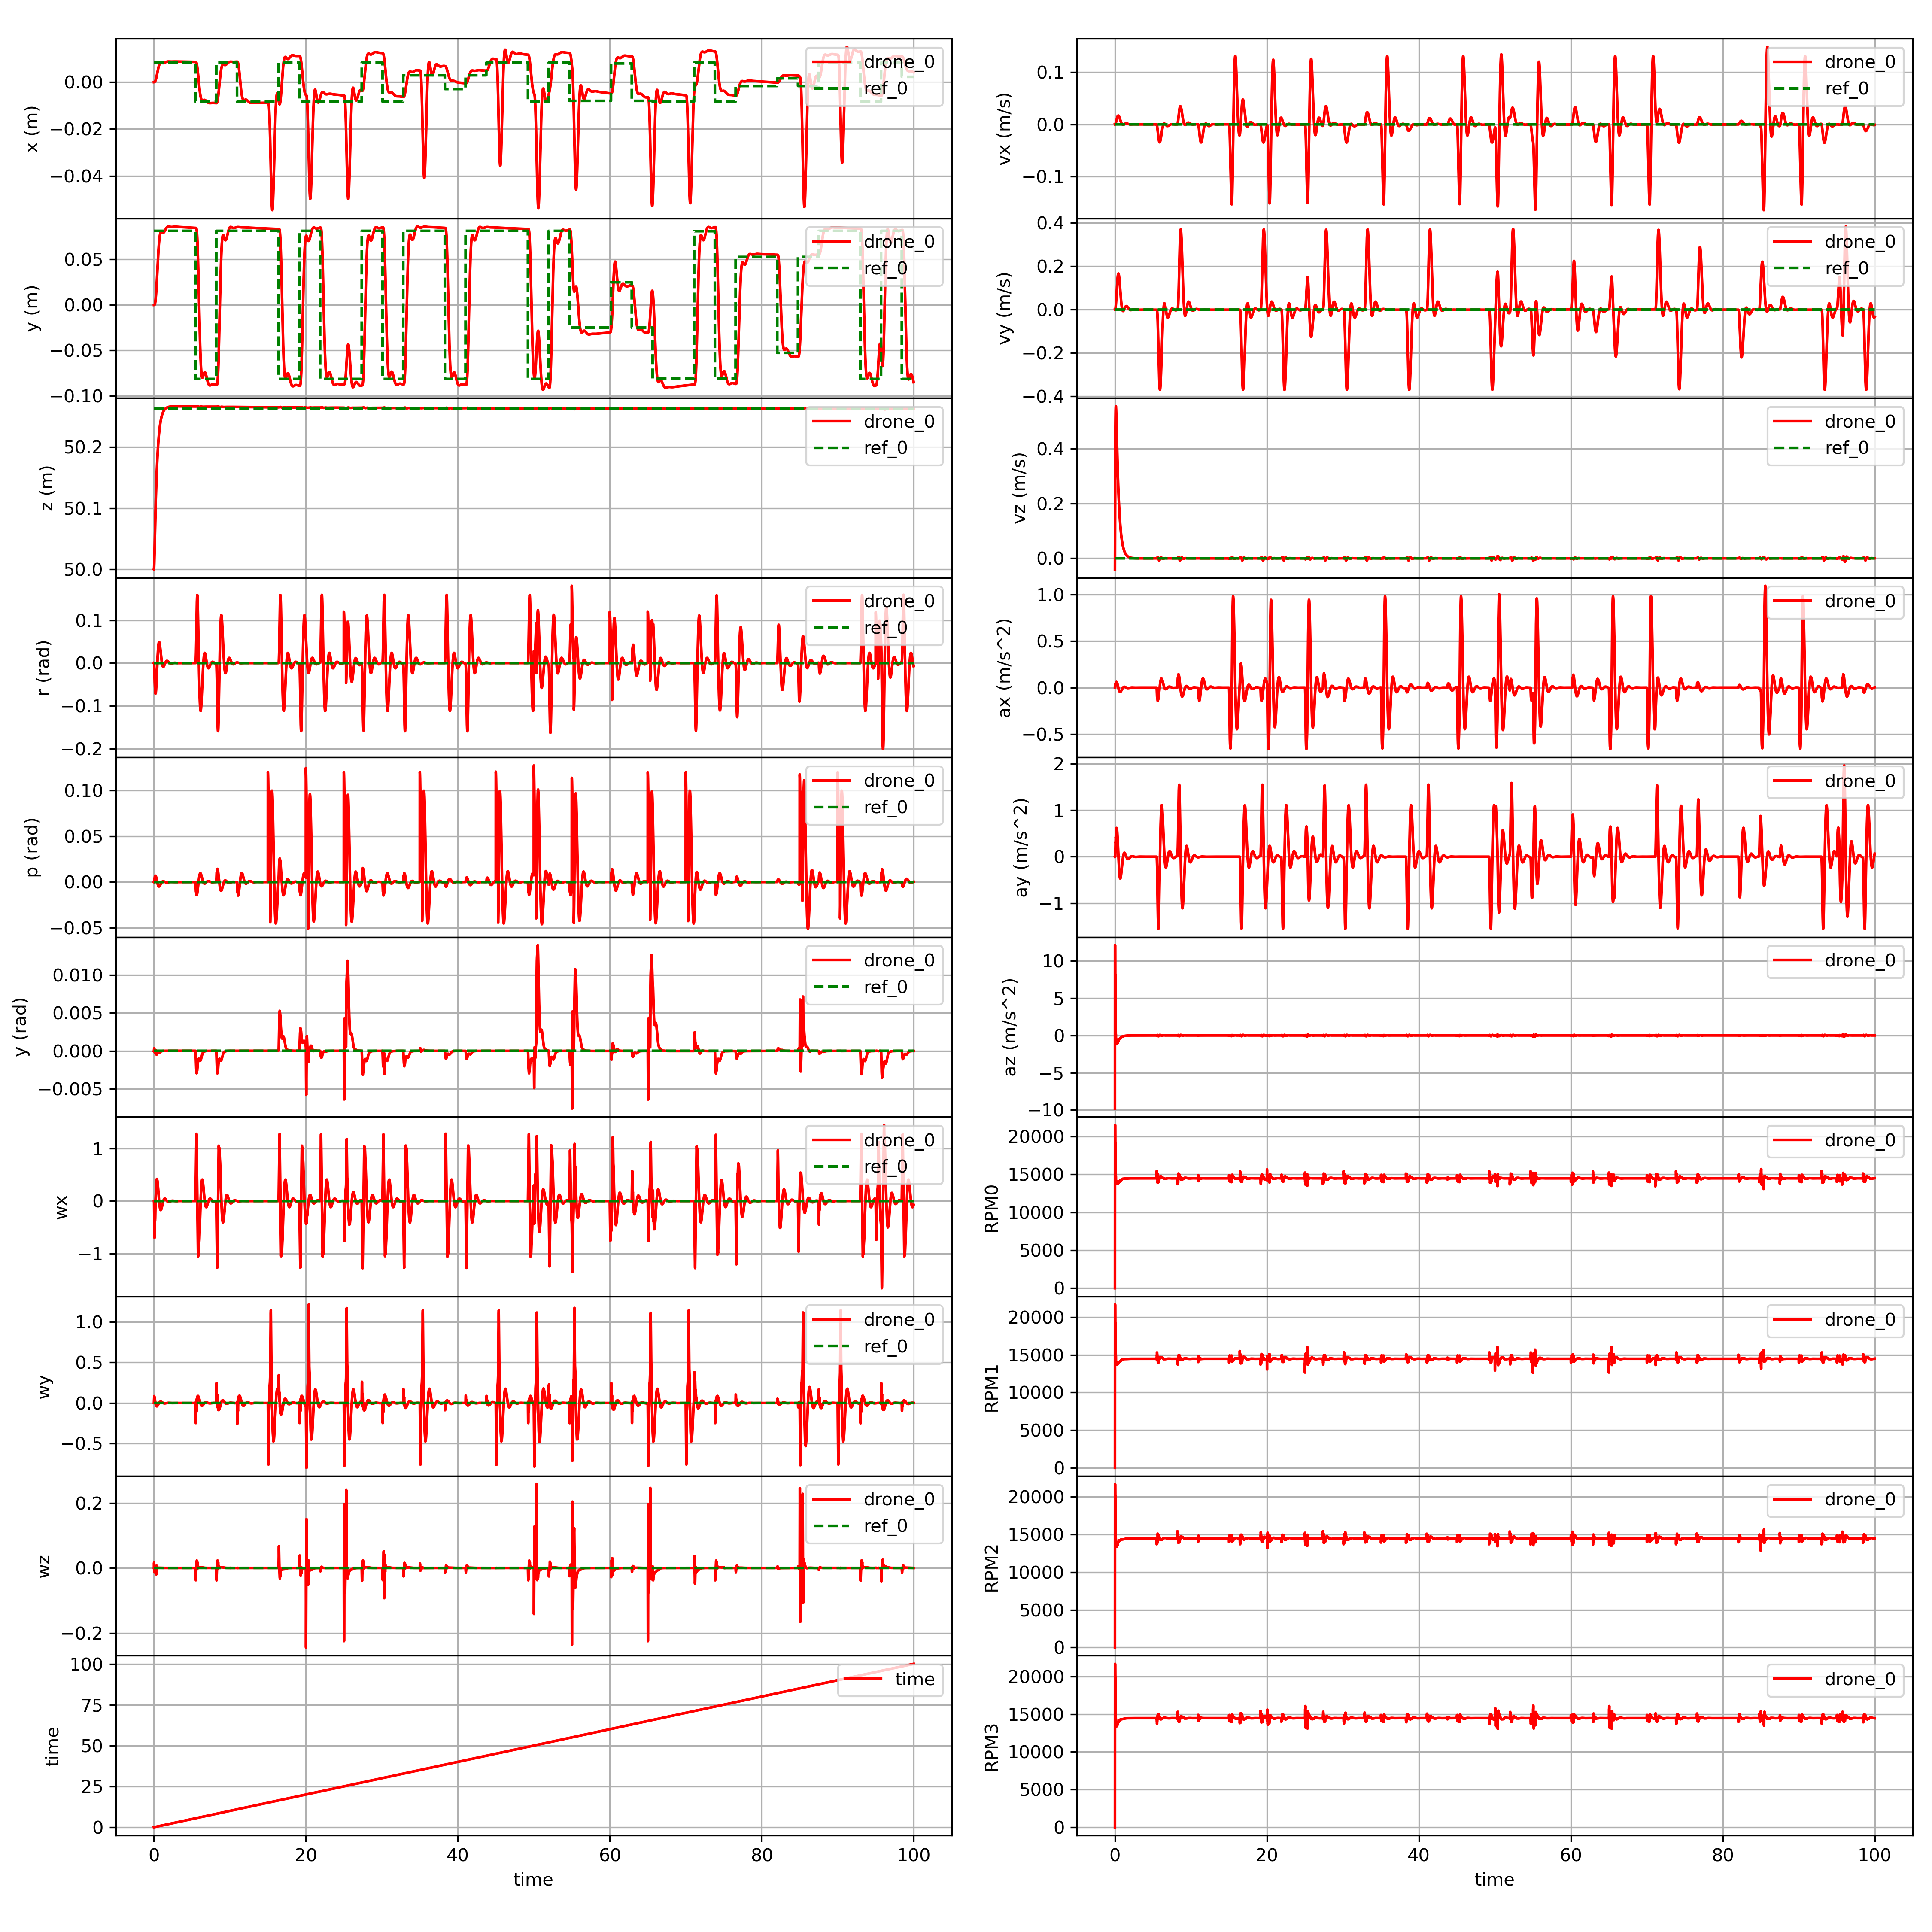 0.00
−0.02
−0.04
x (m)
drone_0
ref_0
0.05
0.00
−0.05
−0.10
y (m)
drone_0
ref_0
50.2
50.1
50.0
z (m)
drone_0
ref_0
0.1
0.0
−0.1
−0.2
r (rad)
drone_0
ref_0
0.10
0.05
0.00
−0.05
p (rad)
drone_0
ref_0
0.010
0.005
0.000
−0.005
y (rad)
drone_0
ref_0
1
0
−1
wx
drone_0
ref_0
1.0
0.5
0.0
−0.5
wy
drone_0
ref_0
0.2
0.0
−0.2
wz
drone_0
ref_0
100
75
50
25
0
time
time
0 20 40 60 80 100
time
0.1
0.0
−0.1
vx (m/s)
drone_0
ref_0
0.4
0.2
0.0
−0.2
−0.4
vy (m/s)
drone_0
ref_0
0.4
0.2
0.0
vz (m/s)
drone_0
ref_0
1.0
0.5
0.0
−0.5
ax (m/s^2)
drone_0
2
1
0
−1
ay (m/s^2)
drone_0
10
5
0
−5
−10
az (m/s^2)
drone_0
20000
15000
10000
5000
0
RPM0
drone_0
20000
15000
10000
5000
0
RPM1
drone_0
20000
15000
10000
5000
0
RPM2
drone_0
20000
15000
10000
5000
0
RPM3
drone_0
0 20 40 60 80 100
time